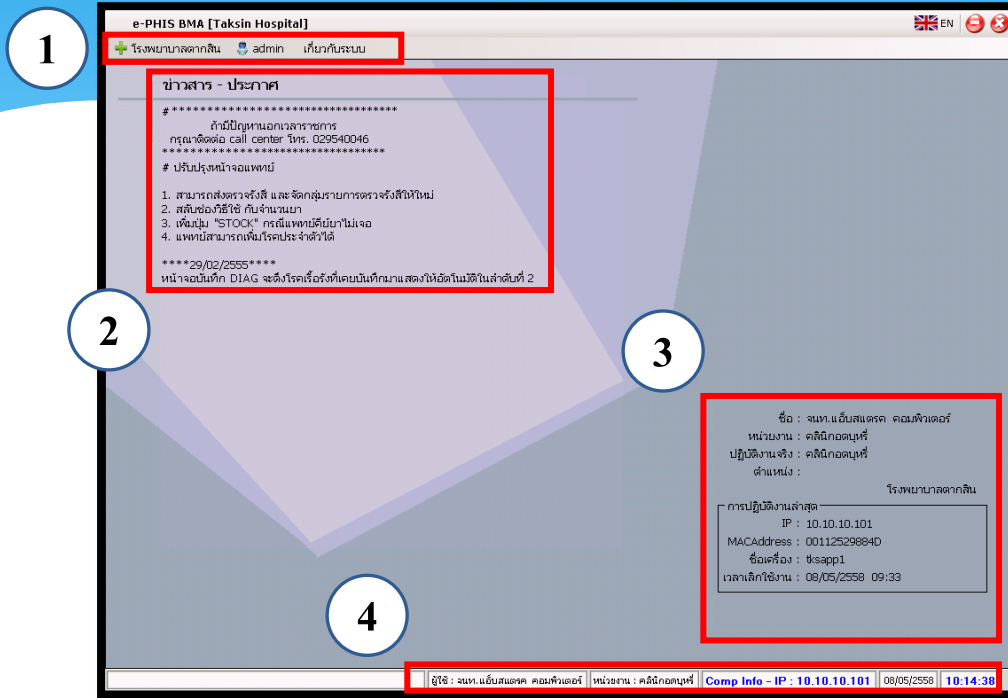 1
e-PHIS BMA [Taksin Hospital]
EN
โรงพยาบาลตากสิน admin เกี่ยวกับระบบ
ข่าวสาร - ประกาศ
#********************************
ถ้ามีปัญหานอกเวลาราชการ
กรุณาติดต่อ call center โทร. 029540046
********************************
# ปรับปรุงหน้าจอแพทย์
1. สามารถส่งตรวจรังสี และจัดกลุ่มรายการตรวจรังสีให้ใหม่
2. สลับช่องวิธีใช้ กับจำนวนยา
3. เพิ่มปุ่ม "STOCK" กรณีแพทย์คีย์ยาไม่เจอ
4. แพทย์สามารถเพิ่มโรคประจำตัวได้
****29/02/2555****
หน้าจอบันทึก DIAG จะดึงโรคเรื้อรังที่เคยบันทึกมาแสดงให้อัตโนมัติในลำดับที่ 2
2
3
ชื่อ : จนท.แอ็บสแตรค คอมพิวเตอร์
หน่วยงาน : คลินิกอดบุหรี่
ปฏิบัติงานจริง : คลินิกอดบุหรี่
ตำแหน่ง :
โรงพยาบาลตากสิน
การปฏิบัติงานล่าสุด
IP : 10.10.10.101
MACAddress : 00112529884D
ชื่อเครื่อง : tksapp1
เวลาเลิกใช้งาน : 08/05/2558 09:33
4
ผู้ใช้ : จนท.แอ็บสแตรค คอมพิวเตอร์ หน่วยงาน : คลินิกอดบุหรี่ Comp Info - IP : 10.10.10.101 08/05/2558 10:14:38